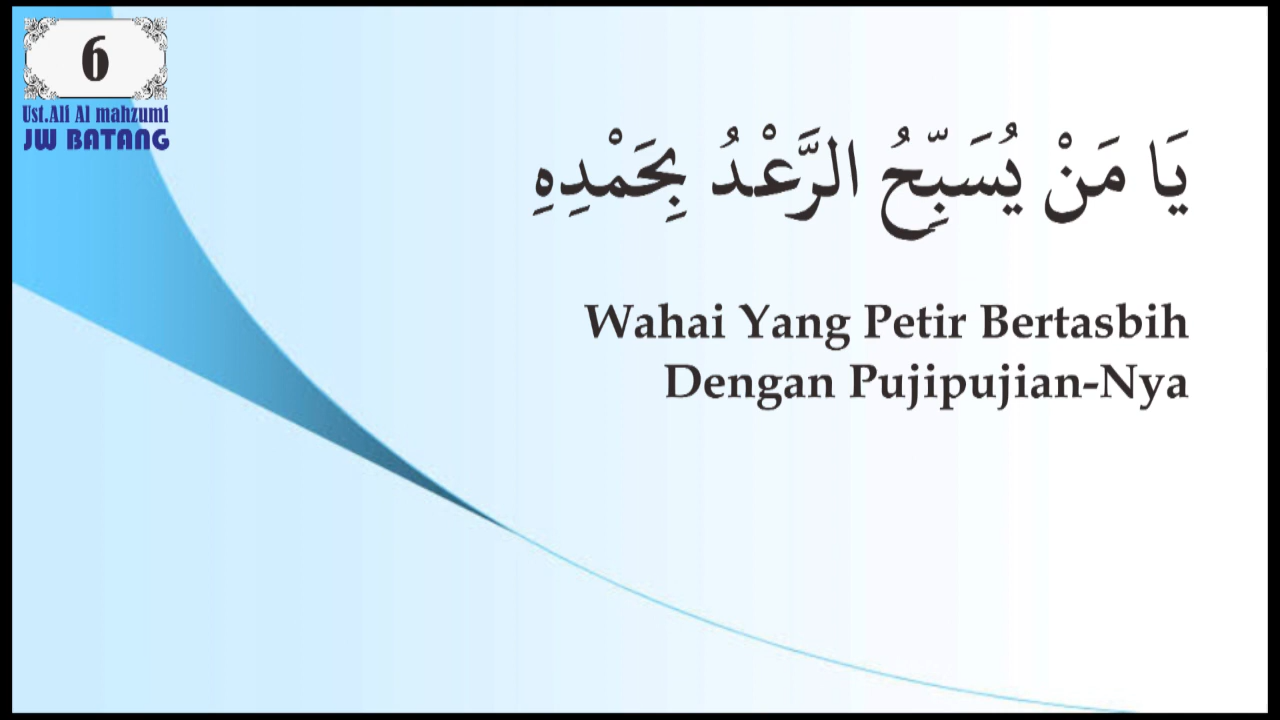 6
Ust.Ali Al mahzumi
JW BATANG
يَا مَنْ يُسَبِّحُ الرَّعْدُ بِحَمْدِهِ
Wahai Yang Petir Bertasbih
Dengan Pujipujian-Nya